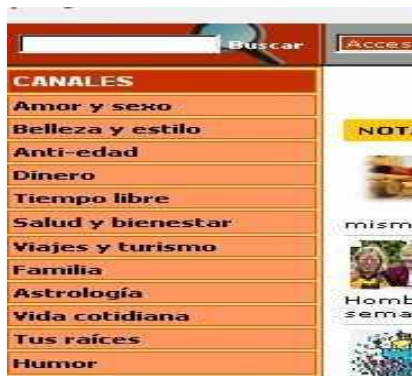 Buscar
Acces
CANALES
Amor y sexo
Belleza y estilo
Anti-edad
Dinero
Tiempo libre
Salud y bienestar
Viajes y turismo
Familia
Astrología
Vida cotidiana
Tus raíces
Humor
NOTA
mism
Homb
sema